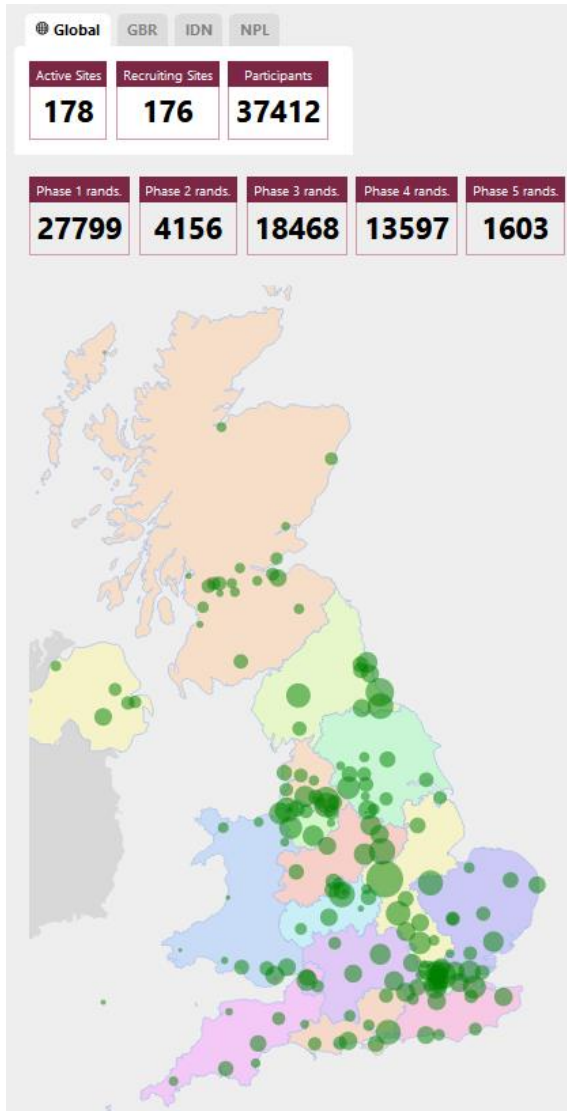 Global GBR IDN NPL
Active Sites Recruiting Sites Participants
178 176 37412
Phase 1 rands. Phase 2 rands. Phase 3 rands. Phase 4 rands. Phase 5 rands.
27799 4156 18468 13597 1603